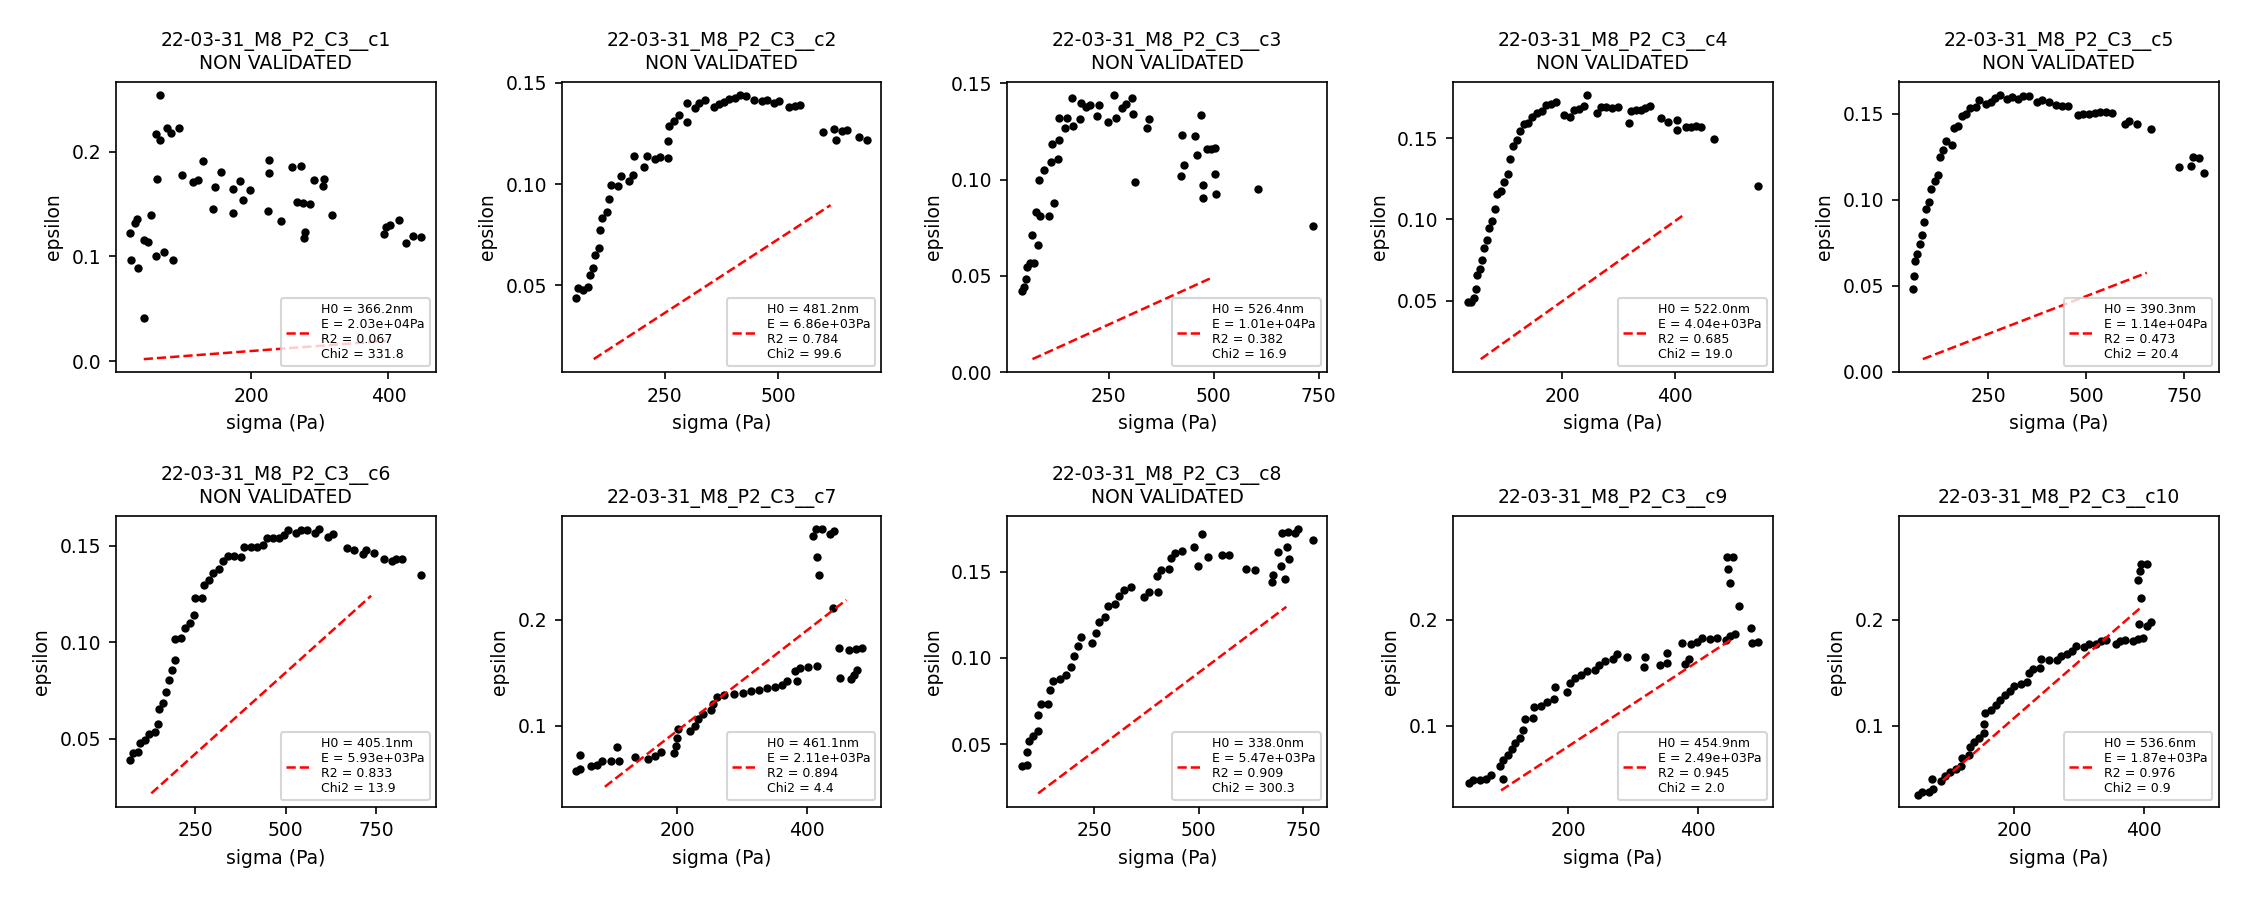 22-03-31_M8_P2_C3__c1
NON VALIDATED
0.2
0.1
0.0
epsilon
H0 = 366.2nm
E = 2.03e+04Pa
R2 = 0.067
Chi2 = 331.8
200
400
sigma (Pa)
22-03-31_M8_P2_C3__c2
NON VALIDATED
0.15
0.10
0.05
epsilon
H0 = 481.2nm
E = 6.86e+03Pa
R2 = 0.784
Chi2 = 99.6
250
500
sigma (Pa)
22-03-31_M8_P2_C3__c3
NON VALIDATED
0.15
0.10
0.05
0.00
epsilon
H0 = 526.4nm
E = 1.01e+04Pa
R2 = 0.382
Chi2 = 16.9
250
500
750
sigma (Pa)
22-03-31_M8_P2_C3__c4
NON VALIDATED
0.15
0.10
0.05
epsilon
H0 = 522.0nm
E = 4.04e+03Pa
R2 = 0.685
Chi2 = 19.0
200
400
sigma (Pa)
22-03-31_M8_P2_C3__c5
NON VALIDATED
0.15
0.10
0.05
0.00
epsilon
H0 = 390.3nm
E = 1.14e+04Pa
R2 = 0.473
Chi2 = 20.4
250
500
750
sigma (Pa)
22-03-31_M8_P2_C3__c6
NON VALIDATED
0.15
0.10
0.05
epsilon
H0 = 405.1nm
E = 5.93e+03Pa
R2 = 0.833
Chi2 = 13.9
250
500
750
sigma (Pa)
22-03-31_M8_P2_C3__c7
0.2
0.1
epsilon
H0 = 461.1nm
E = 2.11e+03Pa
R2 = 0.894
Chi2 = 4.4
200
400
sigma (Pa)
22-03-31_M8_P2_C3__c8
NON VALIDATED
0.15
0.10
0.05
epsilon
H0 = 338.0nm
E = 5.47e+03Pa
R2 = 0.909
Chi2 = 300.3
250
500
750
sigma (Pa)
22-03-31_M8_P2_C3__c9
0.2
0.1
epsilon
H0 = 454.9nm
E = 2.49e+03Pa
R2 = 0.945
Chi2 = 2.0
200
400
sigma (Pa)
22-03-31_M8_P2_C3__c10
0.2
0.1
epsilon
H0 = 536.6nm
E = 1.87e+03Pa
R2 = 0.976
Chi2 = 0.9
200
400
sigma (Pa)